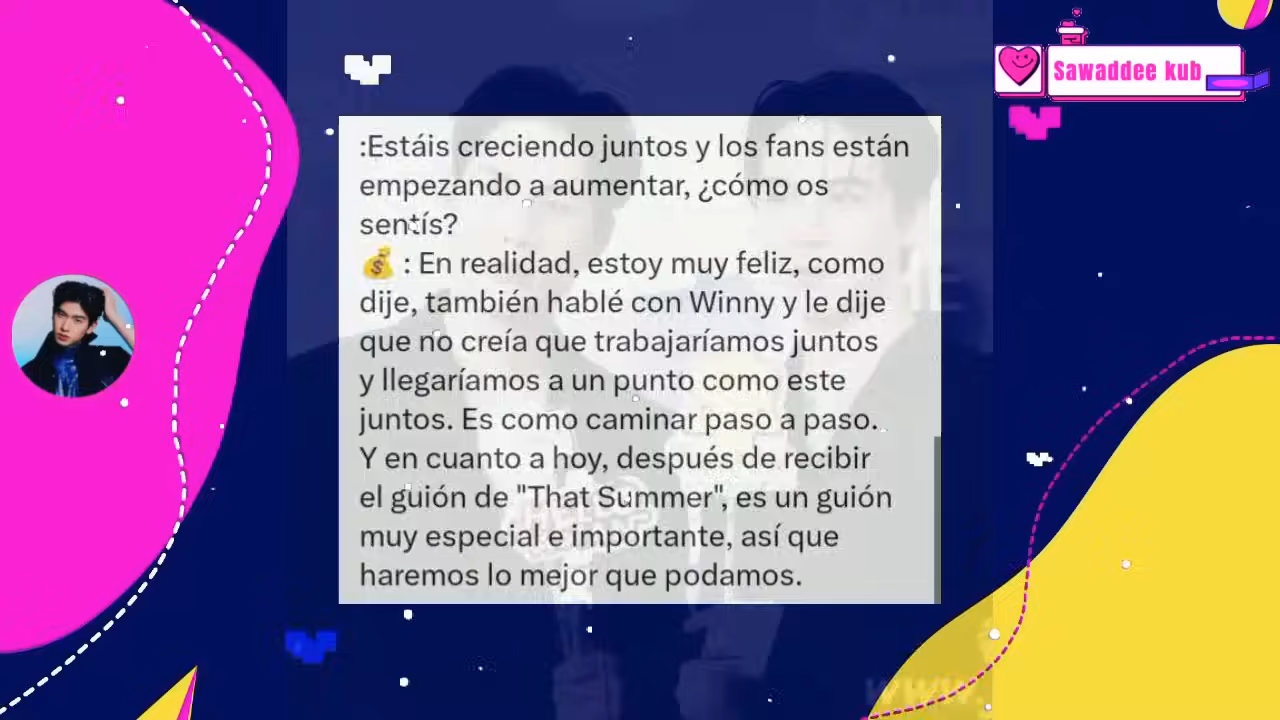 Sawaddee kub
:Estáis creciendo juntos y los fans están
empezando a aumentar, ¿cómo os
sentís?
💰 : En realidad, estoy muy feliz, como
dije, también hablé con Winny y le dije
que no creía que trabajaríamos juntos
y llegaríamos a un punto como este
juntos. Es como caminar paso a paso.
Y en cuanto a hoy, después de recibir
el guión de "That Summer", es un guión
muy especial e importante, así que
haremos lo mejor que podamos.
www.